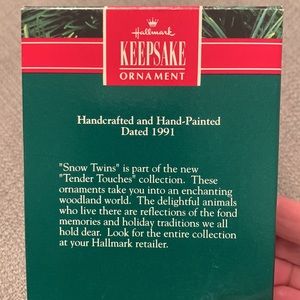 Hallmark
KEEPSAKE
ORNAMENT
Handcrafted and Hand-Painted
Dated 1991
"Snow Twins" is part of the new
"Tender Touches" collection. These
ornaments take you into an enchanting
woodland world. The delightful animals
who live there are reflections of the fond
memories and holiday traditions we all
hold dear. Look for the entire collection
at your Hallmark retailer.